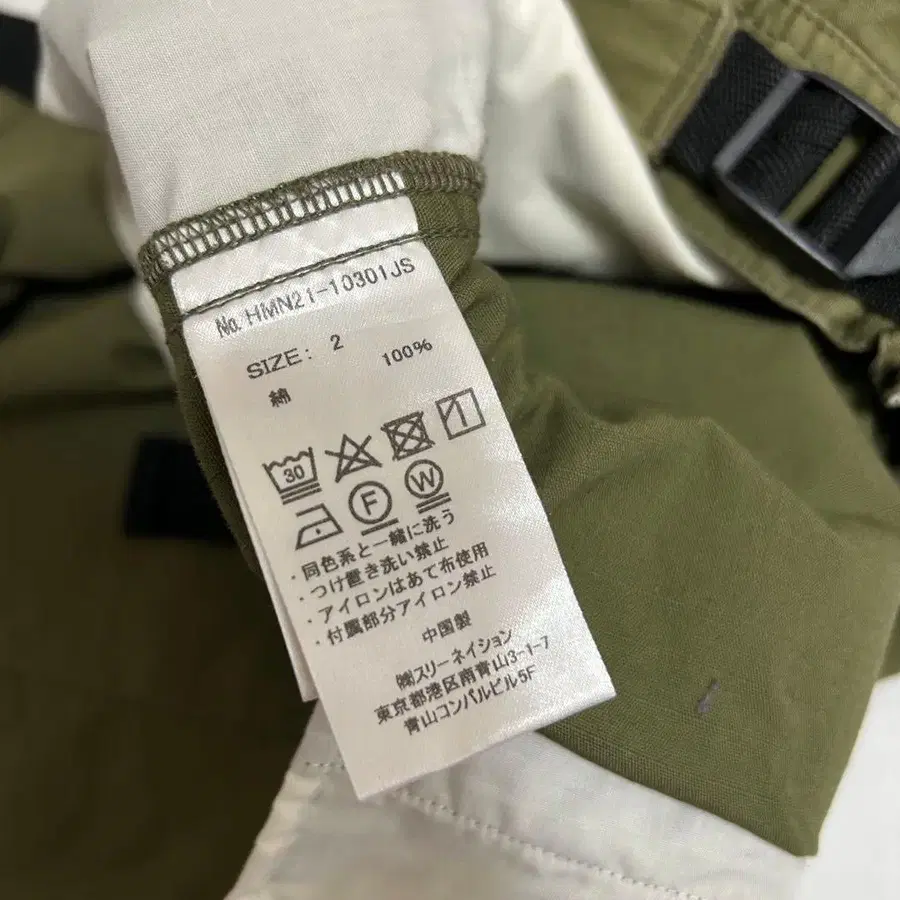 No. HMN21-10301JS
SIZE: 2
綿 100%
30
F W
・同色系と一緒に洗う
・つけ置き洗い禁止
・アイロンはあて布使用
・付属部分アイロン禁止
中国製
㈱スリーネイション
東京都港区南青山3-1-7
青山コンパルビル5F